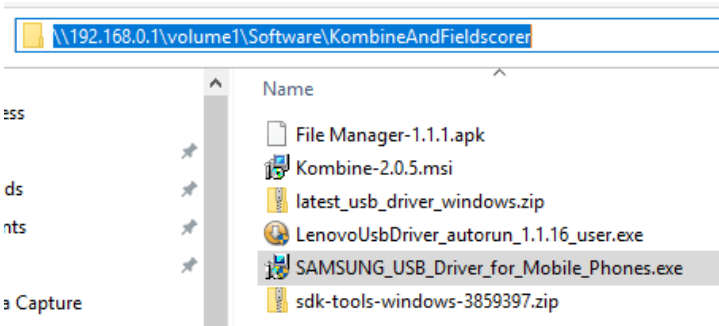 \\192.168.0.1\volume1\Software\KombineAndFieldscorer
Name
ess
File Manager-1.1.1.apk
Kombine-2.0.5.msi
ds
latest_usb_driver_windows.zip
nts
LenovoUsbDriver_autorun_1.1.16_user.exe
SAMSUNG_USB_Driver_for_Mobile_Phones.exe
a Capture
sdk-tools-windows-3859397.zip